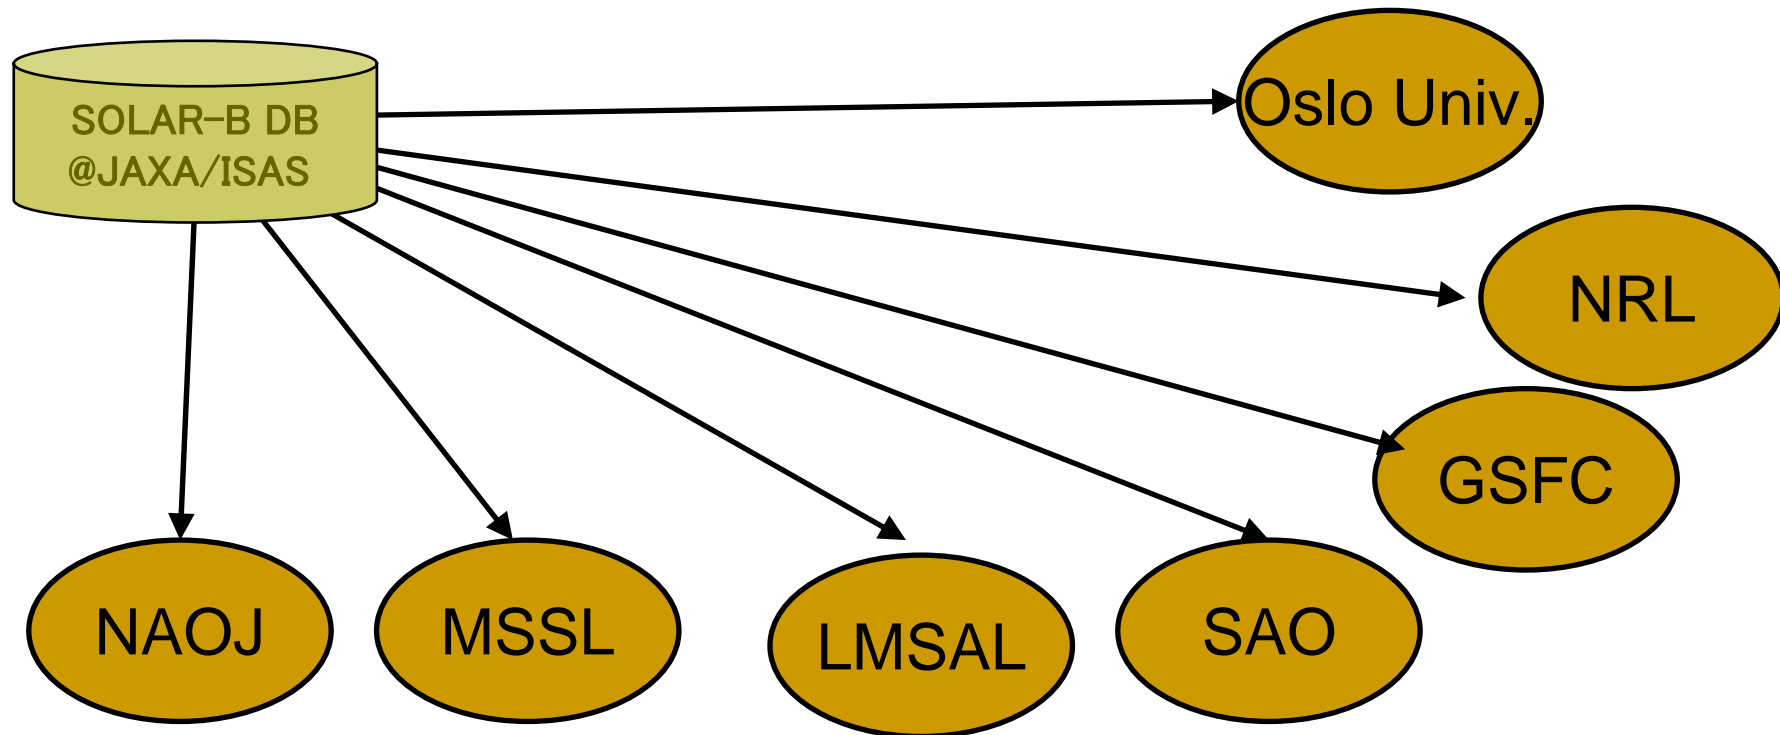 SOLAR-B DB
@JAXA/ISAS
Oslo Univ.
NRL
GSFC
NAOJ
MSSL
LMSAL
SAO